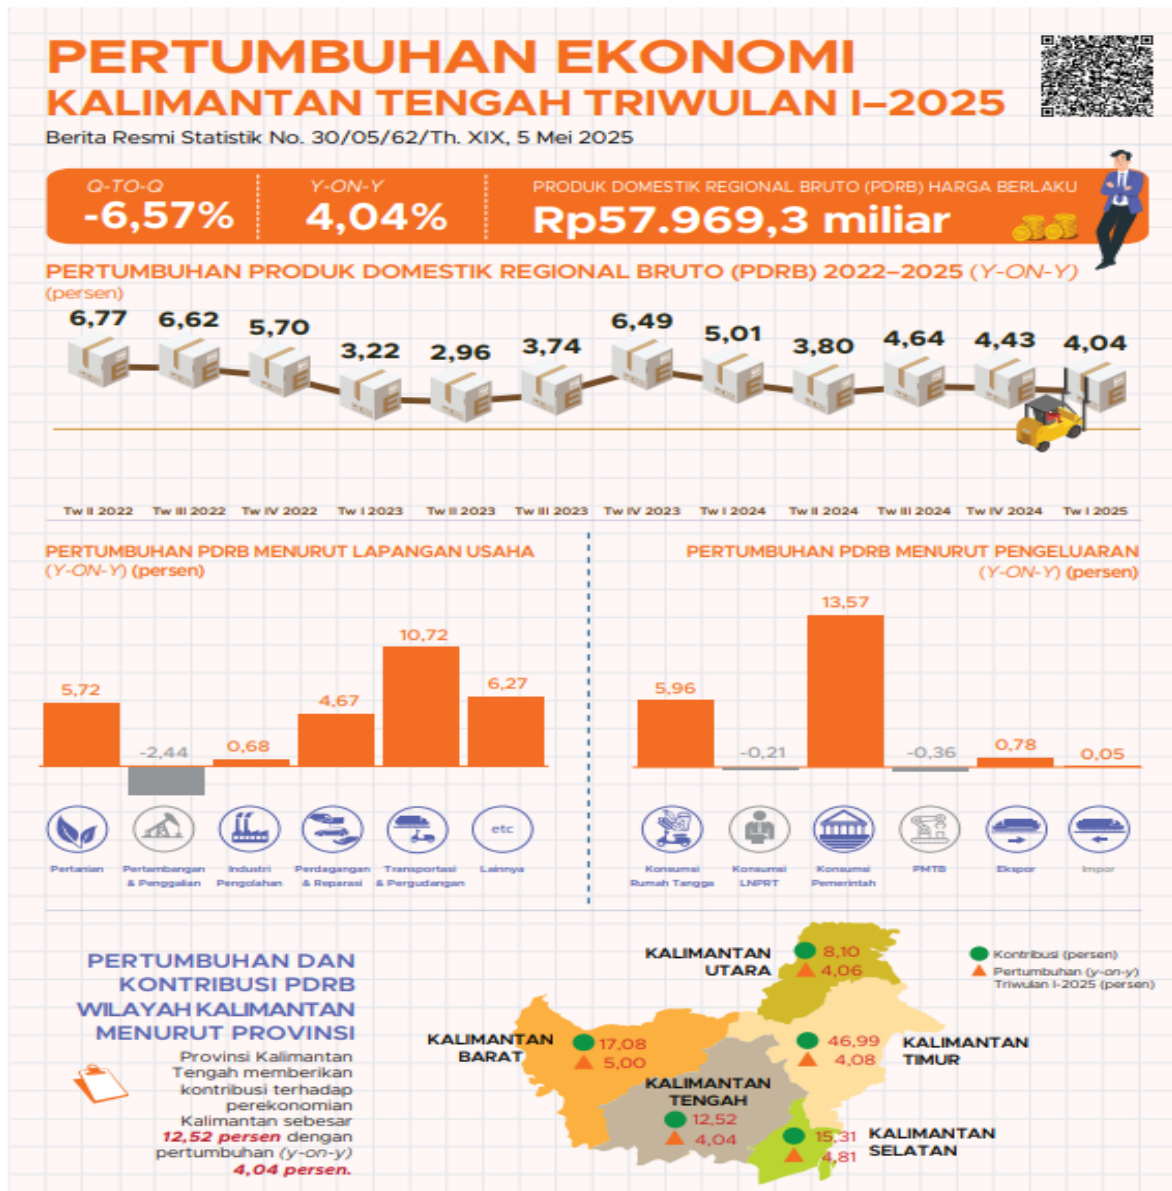 PERTUMBUHAN EKONOMI
KALIMANTAN TENGAH TRIWULAN I–2025
Berita Resmi Statistik No. 30/05/62/Th. XIX, 5 Mei 2025
Q-TO-Q
-6,57%
Y-ON-Y
4,04%
PRODUK DOMESTIK REGIONAL BRUTO (PDRB) HARGA BERLAKU
Rp57.969,3 miliar
PERTUMBUHAN PRODUK DOMESTIK REGIONAL BRUTO (PDRB) 2022–2025 (Y-ON-Y)
(persen)
6,77 6,62 5,70 3,22 2,96 3,74 6,49 5,01 3,80 4,64 4,43 4,04
Tw II 2022 Tw III 2022 Tw IV 2022 Tw I 2023 Tw II 2023 Tw III 2023 Tw IV 2023 Tw I 2024 Tw II 2024 Tw III 2024 Tw IV 2024 Tw I 2025
PERTUMBUHAN PDRB MENURUT LAPANGAN USAHA
(Y-ON-Y) (persen)
5,72 -2,44 0,68 4,67 10,72 6,27
etc
Pertanian
Pertambangan
& Penggalian
Industri
Pengolahan
Perdagangan
& Reparasi
Transportasi
& Pergudangan
Lainnya
PERTUMBUHAN PDRB MENURUT PENGELUARAN
(Y-ON-Y) (persen)
5,96 -0,21 13,57 -0,36 0,78 0,05
Konsumsi
Rumah Tangga
Konsumsi
LNPRT
Konsumsi
Pemerintah
PMTB
Ekspor
Impor
PERTUMBUHAN DAN
KONTRIBUSI PDRB
WILAYAH KALIMANTAN
MENURUT PROVINSI
Provinsi Kalimantan
Tengah memberikan
kontribusi terhadap
perekonomian
Kalimantan sebesar
12,52 persen dengan
pertumbuhan (y-on-y)
4,04 persen.
KALIMANTAN
UTARA
8,10
4,06
Kontribusi (persen)
Pertumbuhan (y-on-y)
Triwulan I-2025 (persen)
KALIMANTAN
BARAT
17,08
5,00
46,99
4,08
KALIMANTAN
TIMUR
KALIMANTAN
TENGAH
12,52
4,04
15,31
4,81
KALIMANTAN
SELATAN